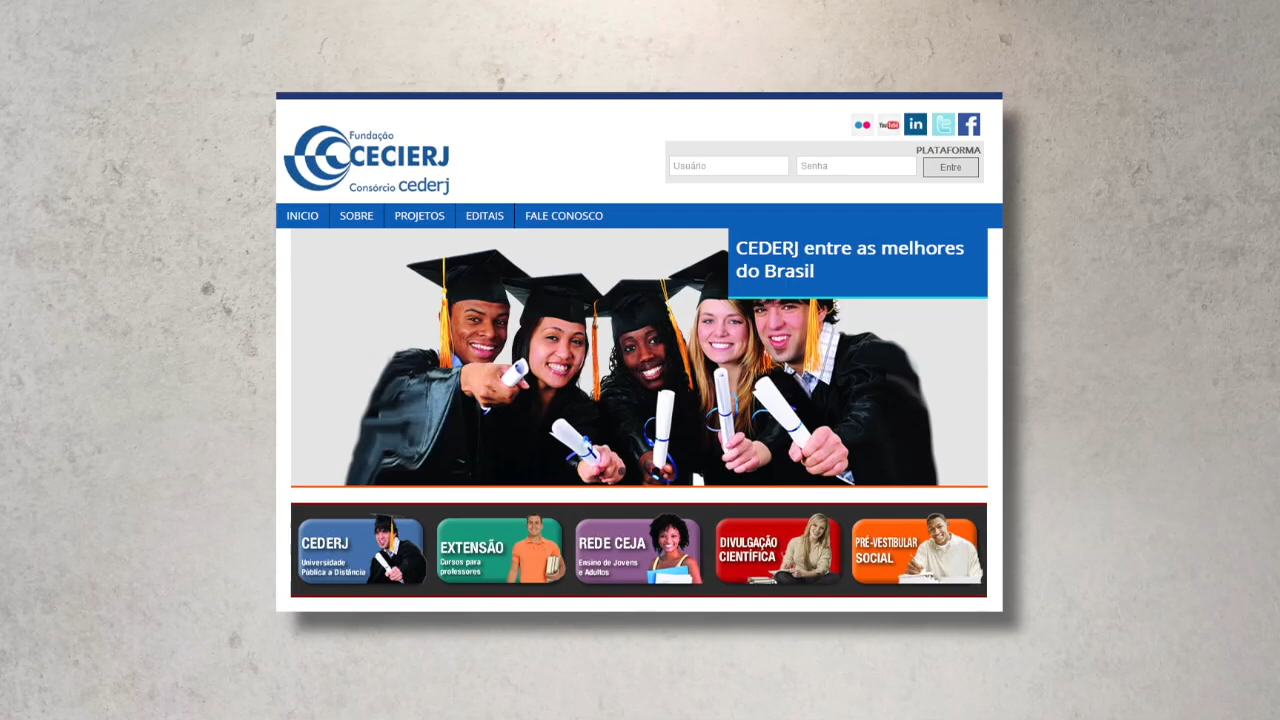 Fundação
CECIERJ
Consórcio cederj
You Tube
in
t
f
PLATAFORMA
Usuário
Senha
Entre
INICIO
SOBRE
PROJETOS
EDITAIS
FALE CONOSCO
CEDERJ entre as melhores
do Brasil
CEDERJ
Universidade
Pública a Distância
EXTENSÃO
Cursos para
professores
REDE CEJA
Ensino de Jovens
e Adultos
DIVULGAÇÃO
CIENTÍFICA
PRÉ-VESTIBULAR
SOCIAL